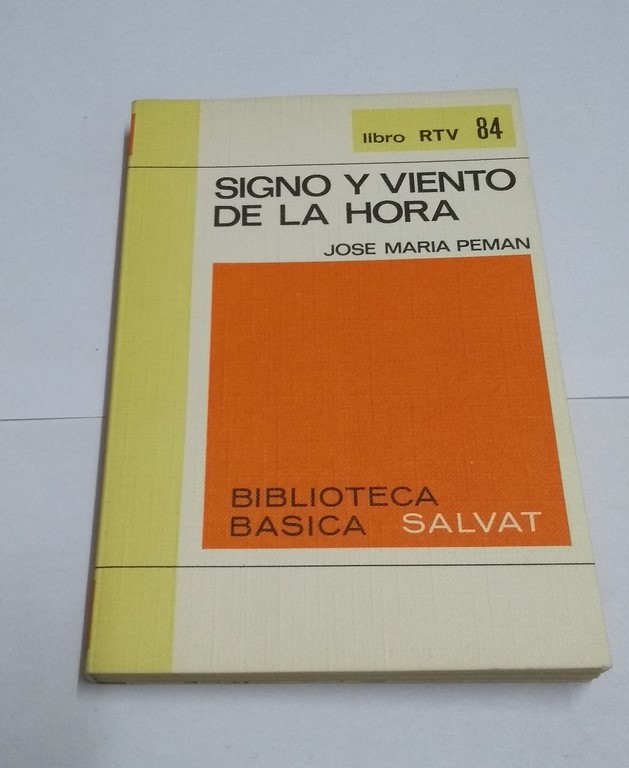 libro RTV 84
SIGNO Y VIENTO
DE LA HORA
JOSE MARIA PEMAN
BIBLIOTECA
BASICA SALVAT